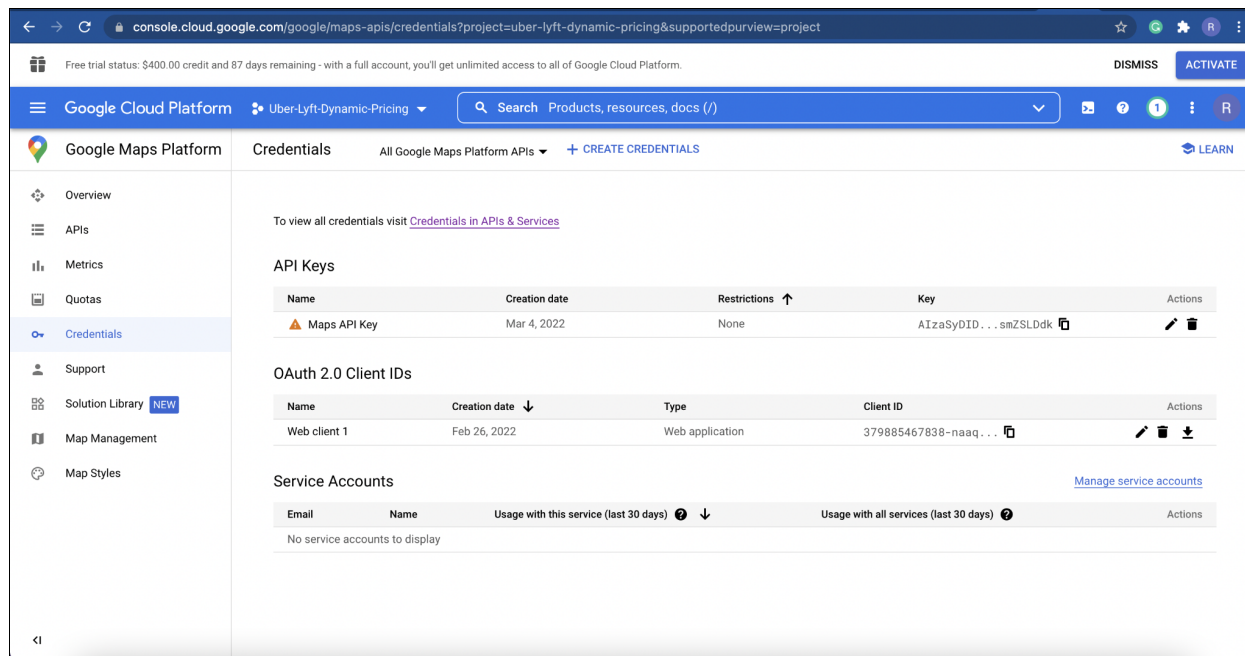 console.cloud.google.com/google/maps-apis/credentials?project=uber-lyft-dynamic-pricing&supportedpurview=project
R
Free trial status: $400.00 credit and 87 days remaining - with a full account, you'll get unlimited access to all of Google Cloud Platform.
DISMISS
ACTIVATE
Google Cloud Platform
Uber-Lyft-Dynamic-Pricing
Search Products, resources, docs (/)
1
R
Google Maps Platform
Credentials
All Google Maps Platform APIs
+ CREATE CREDENTIALS
LEARN
Overview
APIs
Metrics
Quotas
Credentials
Support
Solution Library NEW
Map Management
Map Styles
To view all credentials visit Credentials in APIs & Services
API Keys
Name Creation date Restrictions Key Actions
Maps API Key Mar 4, 2022 None AIzaSyDID...smZSLDdk
OAuth 2.0 Client IDs
Name Creation date Type Client ID Actions
Web client 1 Feb 26, 2022 Web application 379885467838-naaq...
Service Accounts
Manage service accounts
Email Name Usage with this service (last 30 days) Usage with all services (last 30 days) Actions
No service accounts to display